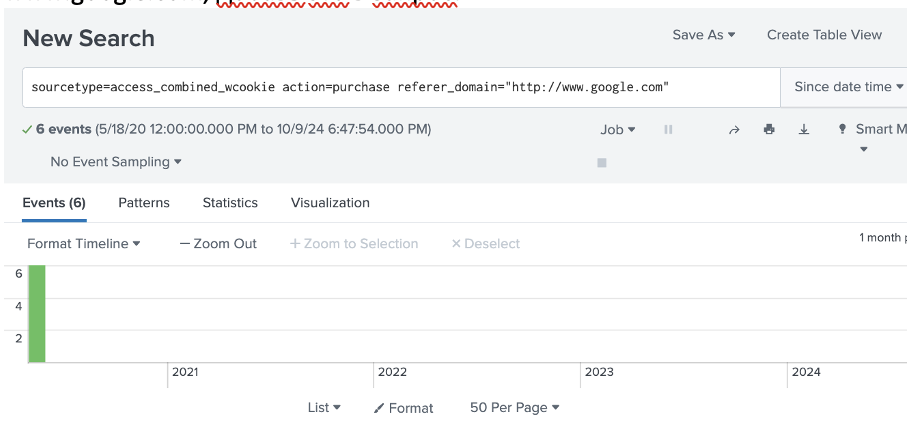 New Search
Save As ▾ Create Table View
sourcetype=access_combined_wcookie action=purchase referer_domain="http://www.google.com"
Since date time ▾
✓ 6 events (5/18/20 12:00:00.000 PM to 10/9/24 6:47:54.000 PM)
Job ▾
Smart M
No Event Sampling ▾
Events (6) Patterns Statistics Visualization
Format Timeline ▾ — Zoom Out + Zoom to Selection × Deselect
1 month p
6
4
2
2021 2022 2023 2024
List ▾ Format 50 Per Page ▾